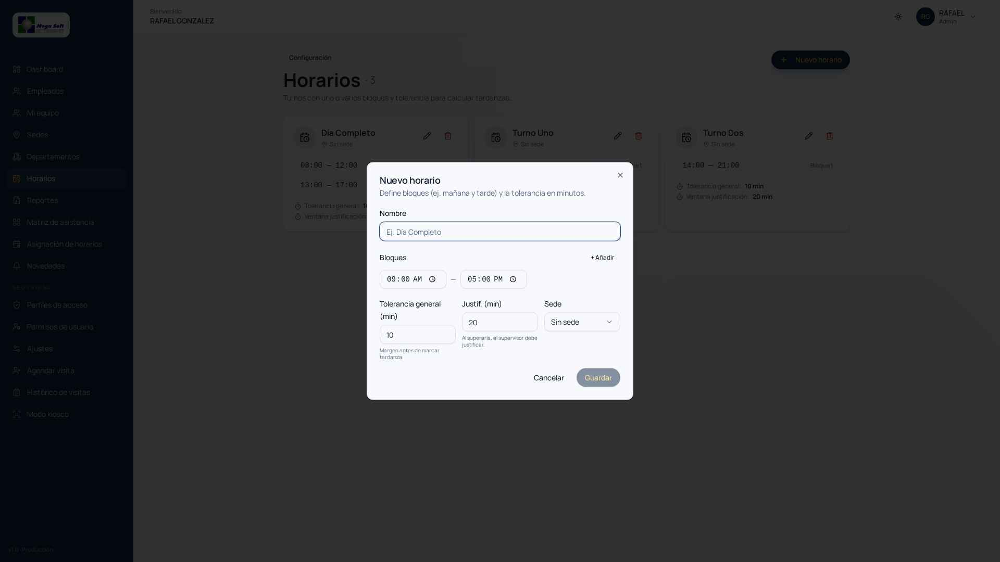 Mega Soft
Bienvenido
RAFAEL GONZALEZ
RG
RAFAEL
Admin
Dashboard
Empleados
Mi equipo
Sedes
Departamentos
Horarios
Reportes
Matriz de asistencia
Asignación de horarios
Novedades
SEGURIDAD
Perfiles de acceso
Permisos de usuario
Ajustes
Agendar visita
Histórico de visitas
Modo kiosco
v1.0 · Producción
Configuración
Horarios · 3
Turnos con uno o varios bloques y tolerancia para calcular tardanzas.
+ Nuevo horario
Día Completo
Sin sede
08:00 — 12:00
13:00 — 17:00
Tolerancia general:
Ventana justificación:
Turno Uno
Sin sede
Turno Dos
Sin sede
14:00 — 21:00
Bloque 1
Tolerancia general: 10 min
Ventana justificación: 20 min
Nuevo horario
Define bloques (ej. mañana y tarde) y la tolerancia en minutos.
Nombre
Ej. Día Completo
Bloques
+ Añadir
09:00 AM — 05:00 PM
Tolerancia general
(min)
10
Margen antes de marcar
tardanza.
Justif. (min)
20
Al superarla, el supervisor debe
justificar.
Sede
Sin sede
Cancelar
Guardar